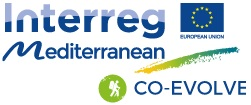 Interreg
EUROPEAN UNION
Mediterranean
CO-EVOLVE